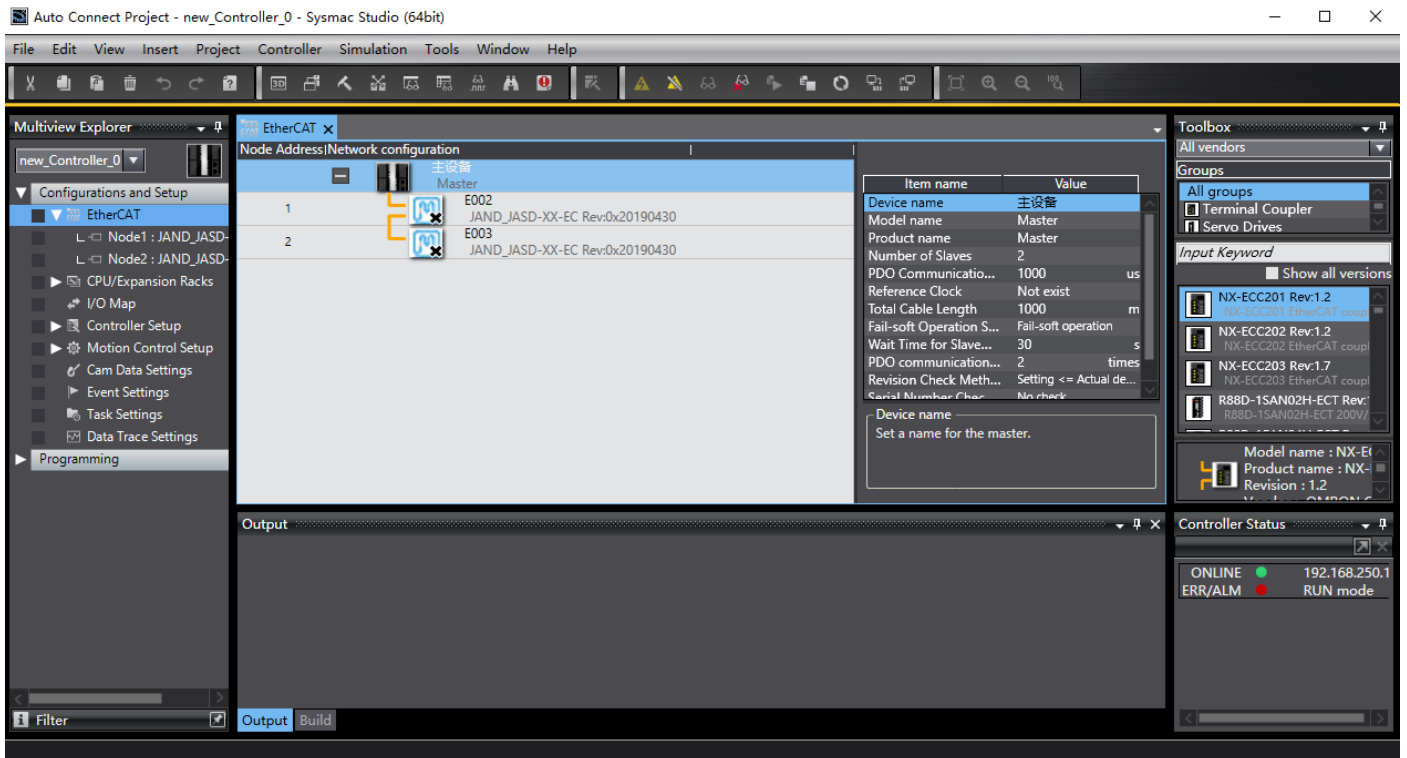 Auto Connect Project - new_Controller_0 - Sysmac Studio (64bit)
File Edit View Insert Project Controller Simulation Tools Window Help
Multiview Explorer
new_Controller_0
Configurations and Setup
EtherCAT
Node1 : JAND_JASD-
Node2 : JAND_JASD-
CPU/Expansion Racks
I/O Map
Controller Setup
Motion Control Setup
Cam Data Settings
Event Settings
Task Settings
Data Trace Settings
Programming
Filter
EtherCAT
Node Address Network configuration
主设备
Master
1
E002
JAND_JASD-XX-EC Rev:0x20190430
2
E003
JAND_JASD-XX-EC Rev:0x20190430
Item name Value
Device name 主设备
Model name Master
Product name Master
Number of Slaves 2
PDO Communicatio... 1000 us
Reference Clock Not exist
Total Cable Length 1000 m
Fail-soft Operation S... Fail-soft operation
Wait Time for Slave... 30 s
PDO communication... 2 times
Revision Check Meth... Setting <= Actual de...
Serial Number Chec No check
Device name
Set a name for the master.
Output
Output Build
Toolbox
All vendors
Groups
All groups
Terminal Coupler
Servo Drives
Input Keyword
Show all versions
NX-ECC201 Rev:1.2
NX-ECC201 EtherCAT coup
NX-ECC202 Rev:1.2
NX-ECC202 EtherCAT coupl
NX-ECC203 Rev:1.7
NX-ECC203 EtherCAT coupl
R88D-1SAN02H-ECT Rev:
R88D-1SAN02H-ECT 200V/
Model name : NX-E
Product name : NX-
Revision : 1.2
Controller Status
ONLINE 192.168.250.1
ERR/ALM RUN mode